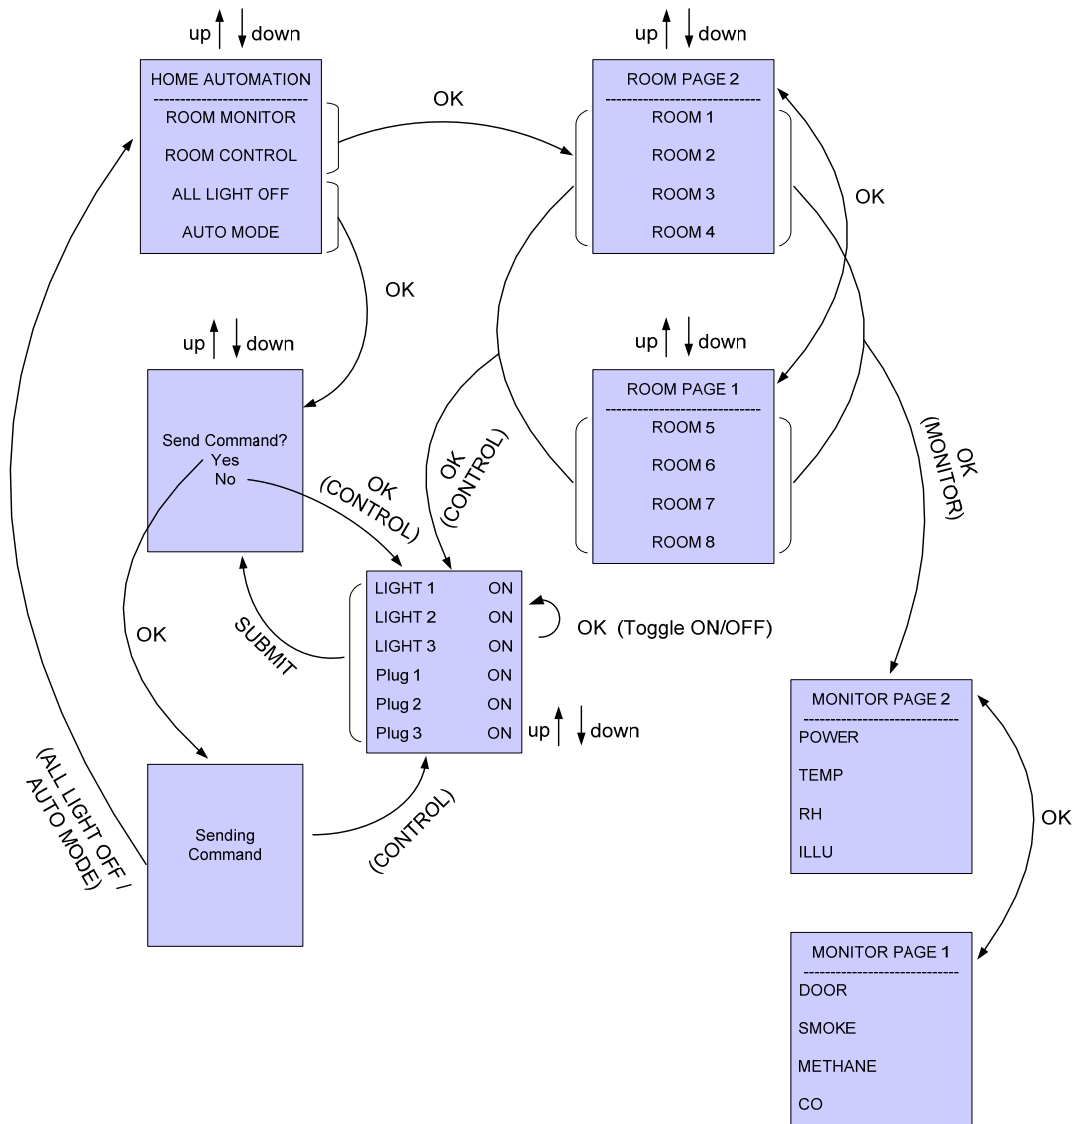 up down
HOME AUTOMATION
ROOM MONITOR
ROOM CONTROL
ALL LIGHT OFF
AUTO MODE
OK
up down
ROOM PAGE 2
ROOM 1
ROOM 2
ROOM 3
ROOM 4
OK
OK
up down
Send Command?
Yes
No
up down
ROOM PAGE 1
ROOM 5
ROOM 6
ROOM 7
ROOM 8
OK
(CONTROL)
OK
(CONTROL)
OK
(MONITOR)
LIGHT 1 ON
LIGHT 2 ON
LIGHT 3 ON
Plug 1 ON
Plug 2 ON
Plug 3 ON
OK (Toggle ON/OFF)
up down
SUBMIT
OK
(ALL LIGHT OFF /
AUTO MODE)
Sending
Command
(CONTROL)
MONITOR PAGE 2
POWER
TEMP
RH
ILLU
OK
MONITOR PAGE 1
DOOR
SMOKE
METHANE
CO